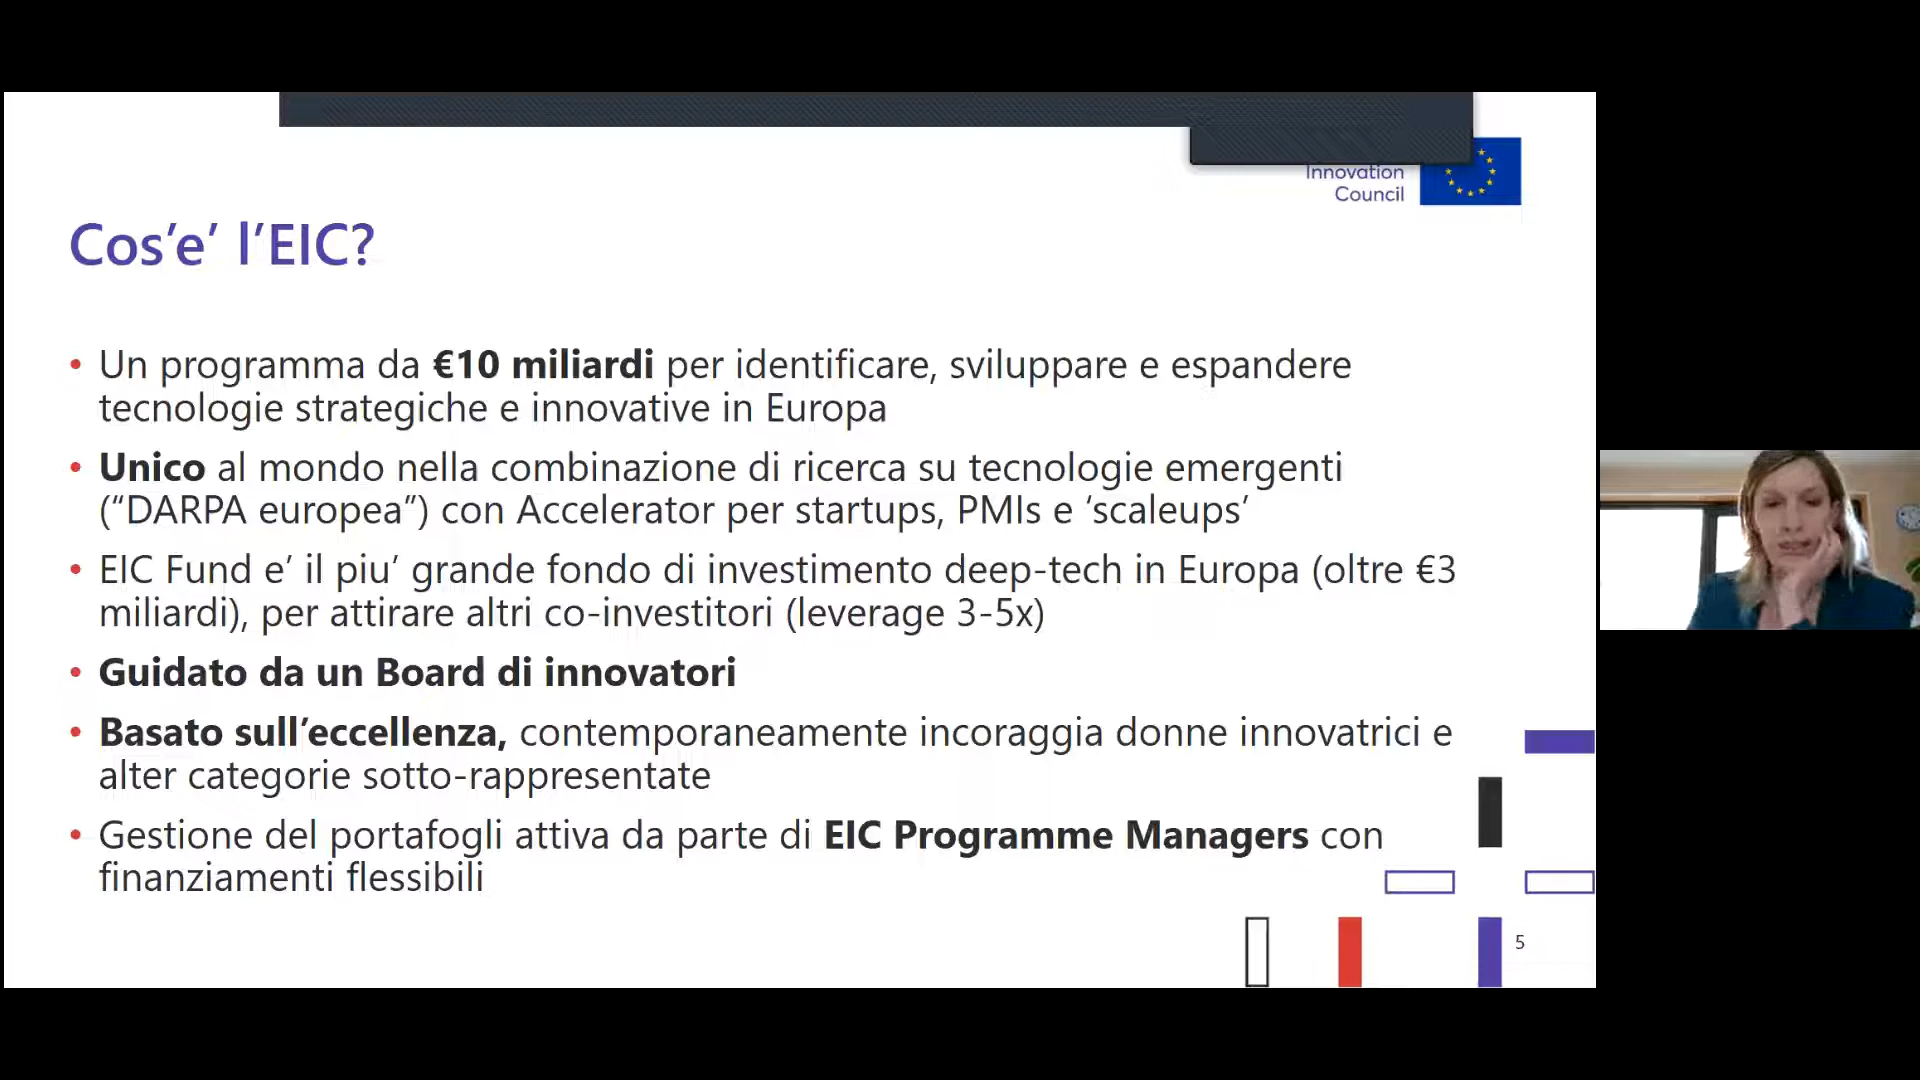 Innovation
Council
Cos’e’ l’EIC?
• Un programma da €10 miliardi per identificare, sviluppare e espandere
tecnologie strategiche e innovative in Europa
• Unico al mondo nella combinazione di ricerca su tecnologie emergenti
(“DARPA europea”) con Accelerator per startups, PMIs e ‘scaleups’
• EIC Fund e’ il piu’ grande fondo di investimento deep-tech in Europa (oltre €3
miliardi), per attirare altri co-investitori (leverage 3-5x)
• Guidato da un Board di innovatori
• Basato sull’eccellenza, contemporaneamente incoraggia donne innovatrici e
alter categorie sotto-rappresentate
• Gestione del portafogli attiva da parte di EIC Programme Managers con
finanziamenti flessibili
5